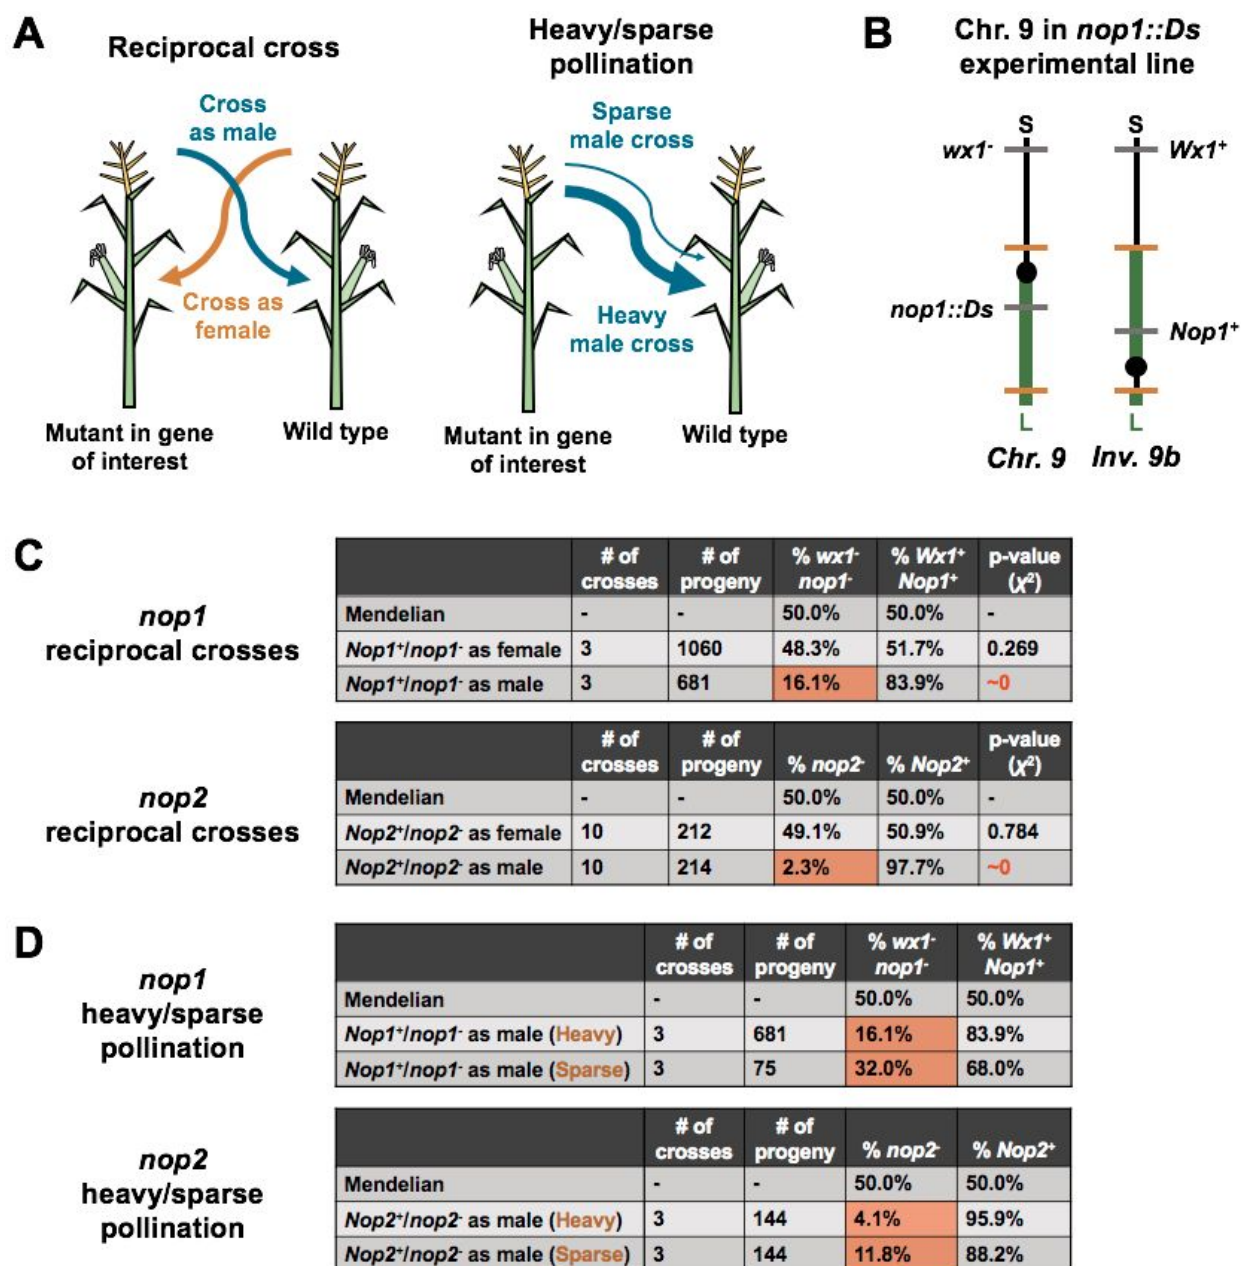 A
Reciprocal cross
Cross
as male
Cross as
female
Mutant in gene
of interest
Wild type
Heavy/sparse
pollination
Sparse
male cross
Heavy
male cross
Mutant in gene
of interest
Wild type
B
Chr. 9 in nop1::Ds
experimental line
S
wx1-
nop1::Ds
L
Chr. 9
S
Wx1+
Nop1+
L
Inv. 9b
C
nop1
reciprocal crosses
# of crosses # of progeny % wx1- nop1- % Wx1+ Nop1+ p-value (χ²)
Mendelian - - 50.0% 50.0% -
Nop1+/nop1- as female 3 1060 48.3% 51.7% 0.269
Nop1+/nop1- as male 3 681 16.1% 83.9% ~0
nop2
reciprocal crosses
# of crosses # of progeny % nop2- % Nop2+ p-value (χ²)
Mendelian - - 50.0% 50.0% -
Nop2+/nop2- as female 10 212 49.1% 50.9% 0.784
Nop2+/nop2- as male 10 214 2.3% 97.7% ~0
D
nop1
heavy/sparse
pollination
# of crosses # of progeny % wx1- nop1- % Wx1+ Nop1+
Mendelian - - 50.0% 50.0%
Nop1+/nop1- as male (Heavy) 3 681 16.1% 83.9%
Nop1+/nop1- as male (Sparse) 3 75 32.0% 68.0%
nop2
heavy/sparse
pollination
# of crosses # of progeny % nop2- % Nop2+
Mendelian - - 50.0% 50.0%
Nop2+/nop2- as male (Heavy) 3 144 4.1% 95.9%
Nop2+/nop2- as male (Sparse) 3 144 11.8% 88.2%